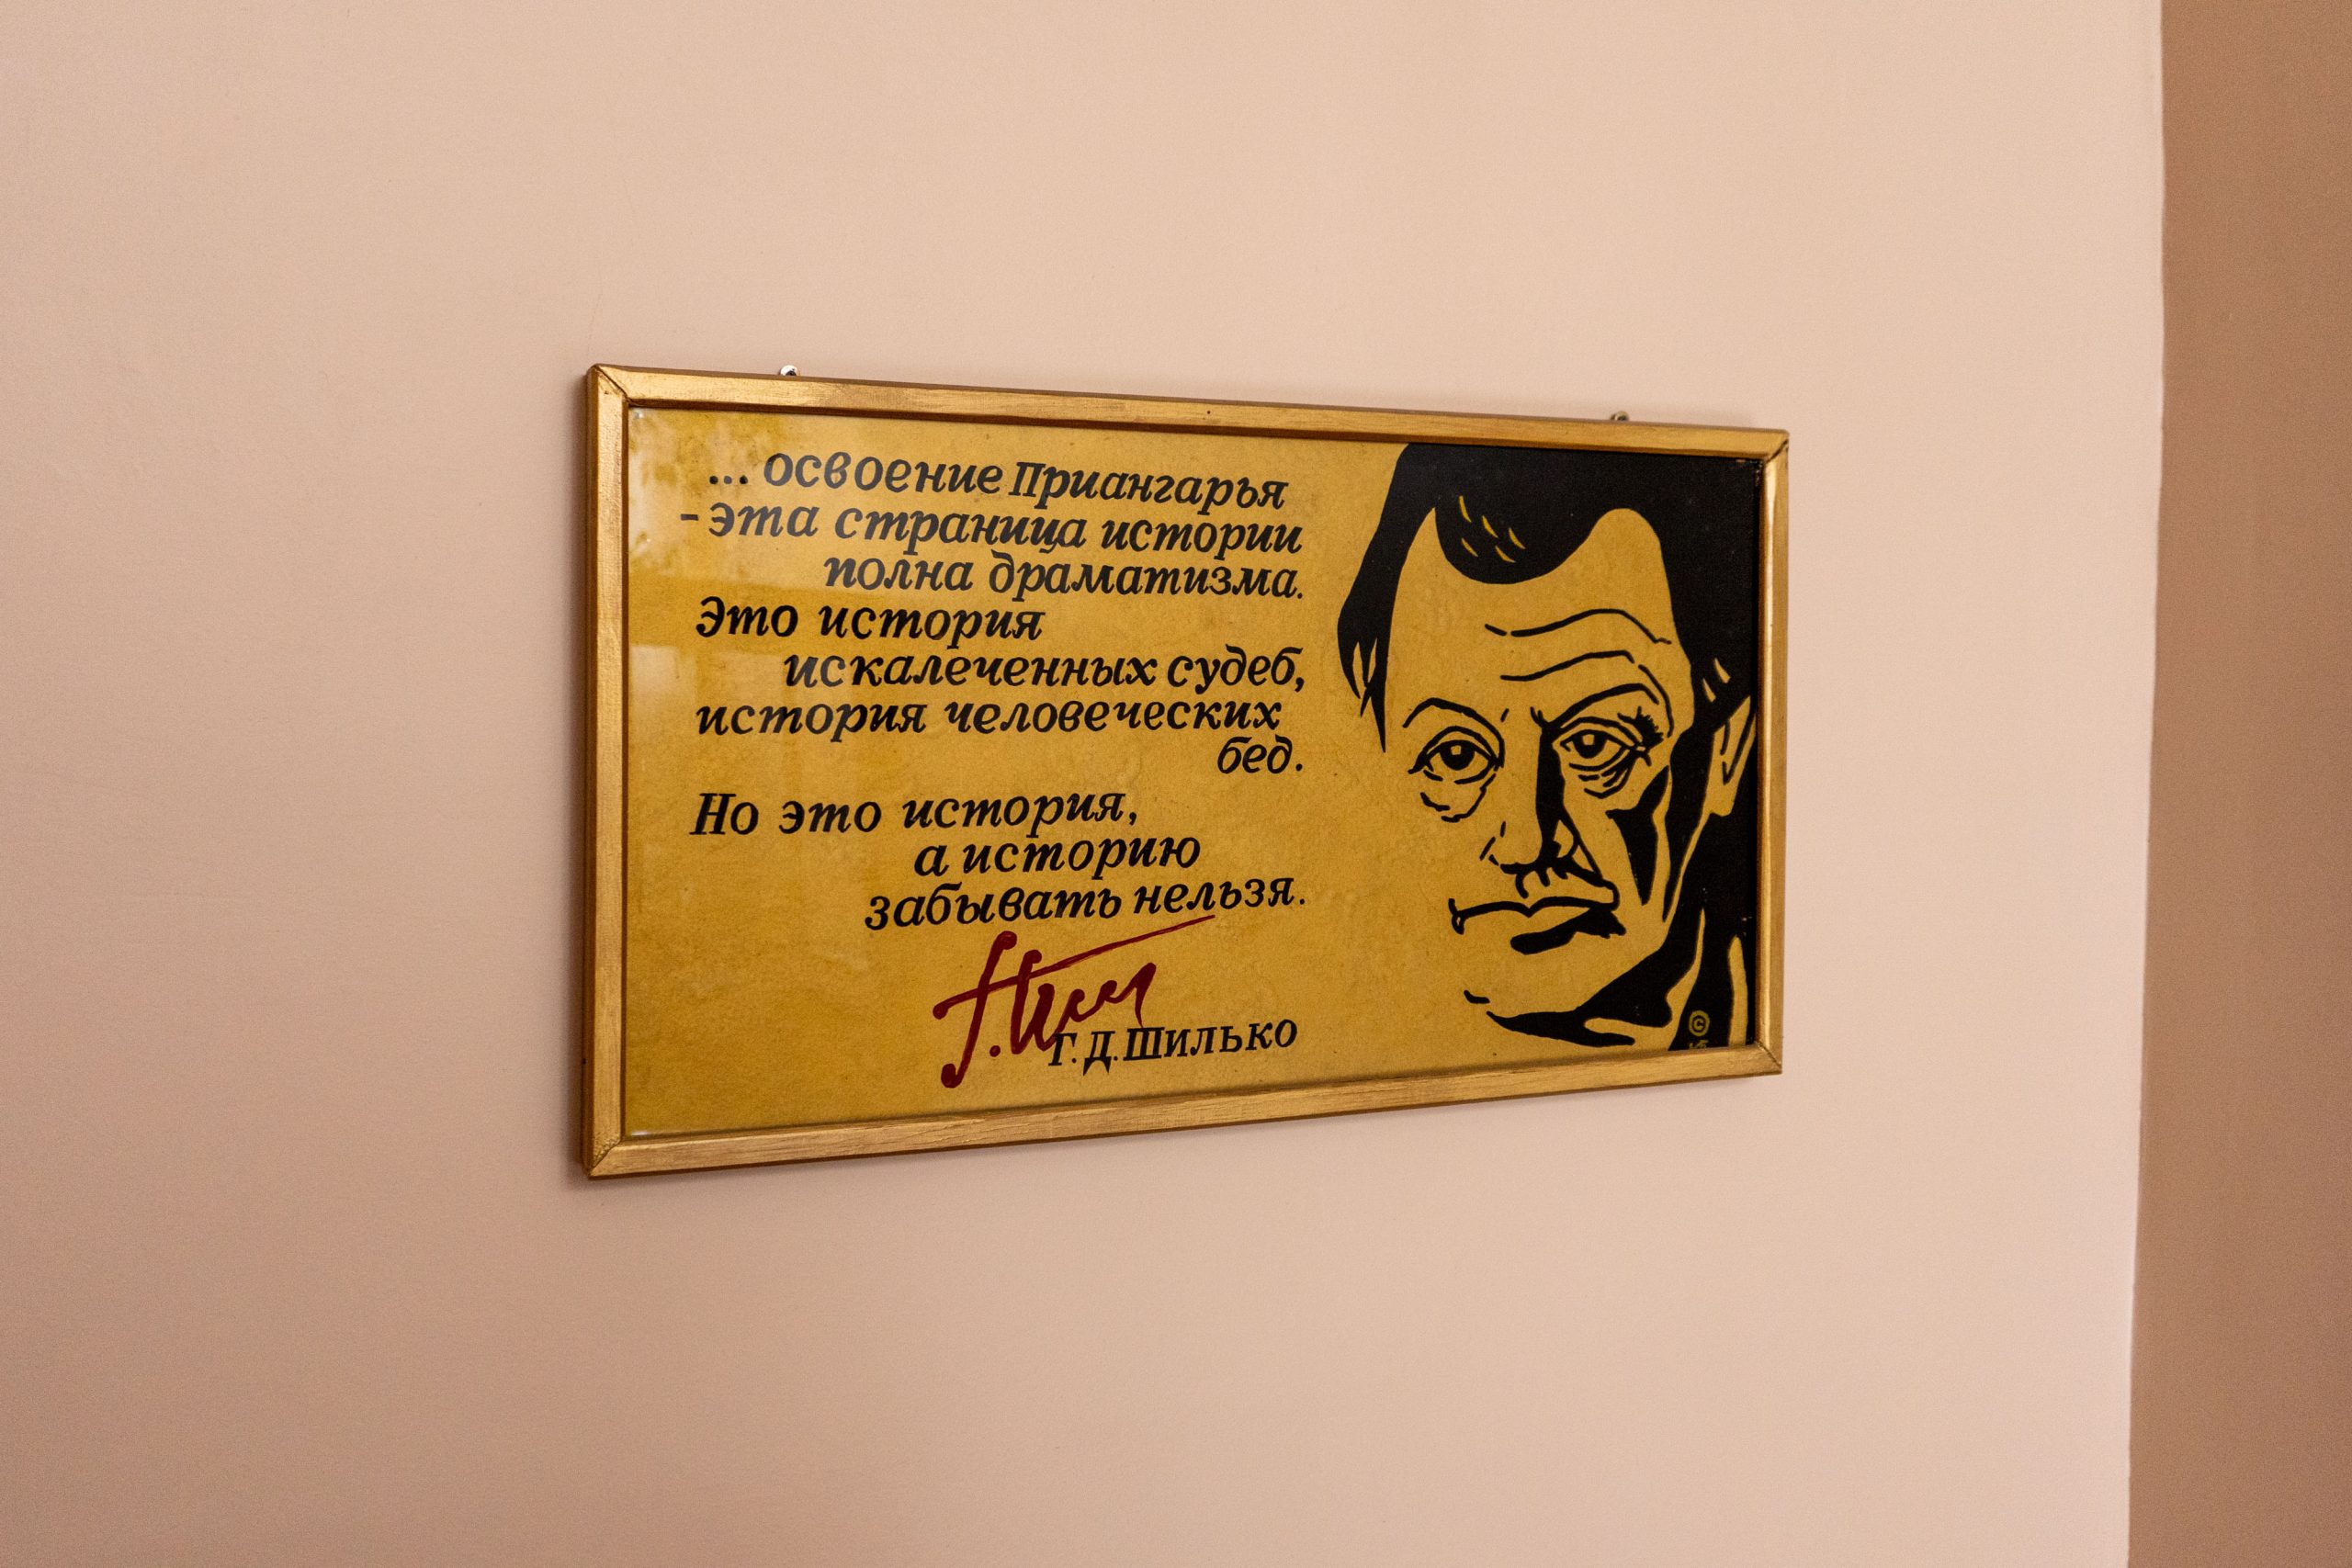 ... освоение Приангарья
- эта страница истории
полна драматизма.
Это история
искалеченных судеб,
история человеческих
бед.
Но это история,
а историю
забывать нельзя.
Г.Д.Шилько
©